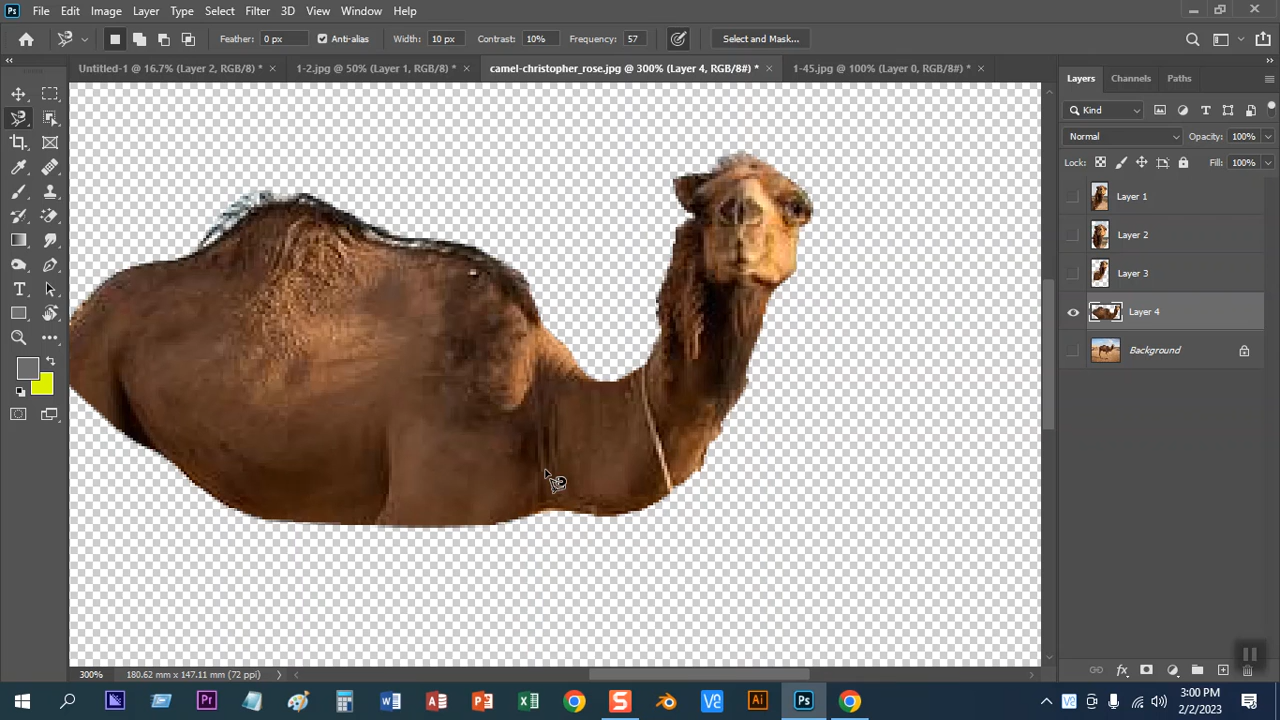 Ps File Edit Image Layer Type Select Filter 3D View Window Help
Feather: 0 px Anti-alias Width: 10 px Contrast: 10% Frequency: 57 Select and Mask...
Untitled-1 @ 16.7% (Layer 2, RGB/8) * × 1-2.jpg @ 50% (Layer 1, RGB/8) * × camel-christopher_rose.jpg @ 300% (Layer 4, RGB/8#) * × 1-45.jpg @ 100% (Layer 0, RGB/8#) * ×
Layers Channels Paths
Kind
Normal Opacity: 100%
Lock: Fill: 100%
Layer 1
Layer 2
Layer 3
Layer 4
Background
300% 180.62 mm x 147.11 mm (72 ppi)
3:00 PM
2/2/2023